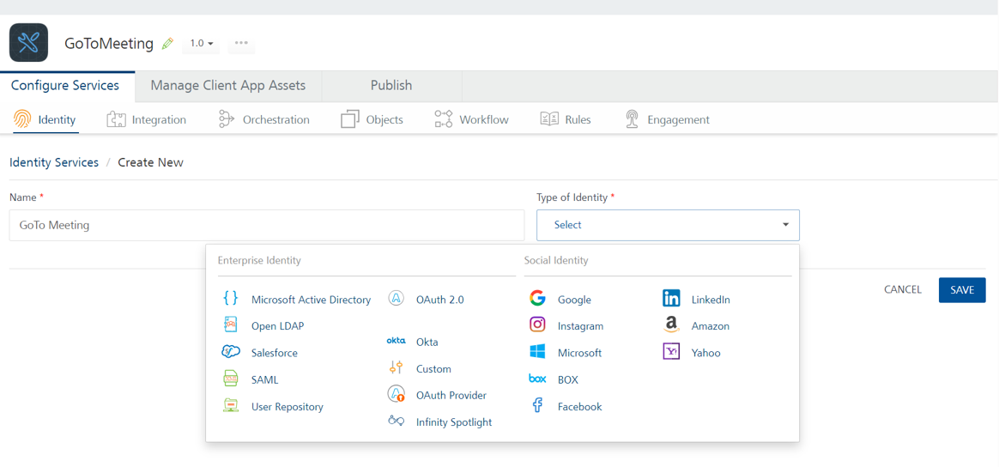 GoToMeeting 1.0 •••
Configure Services Manage Client App Assets Publish
Identity Integration Orchestration Objects Workflow Rules Engagement
Identity Services / Create New
Name * Type of Identity *
GoTo Meeting Select
Enterprise Identity Social Identity
{ } Microsoft Active Directory OAuth 2.0 Google in LinkedIn
Open LDAP Instagram a Amazon
okta Okta
Salesforce Microsoft Y! Yahoo
Custom
SAML box BOX
OAuth Provider
User Repository Facebook
Infinity Spotlight
CANCEL SAVE